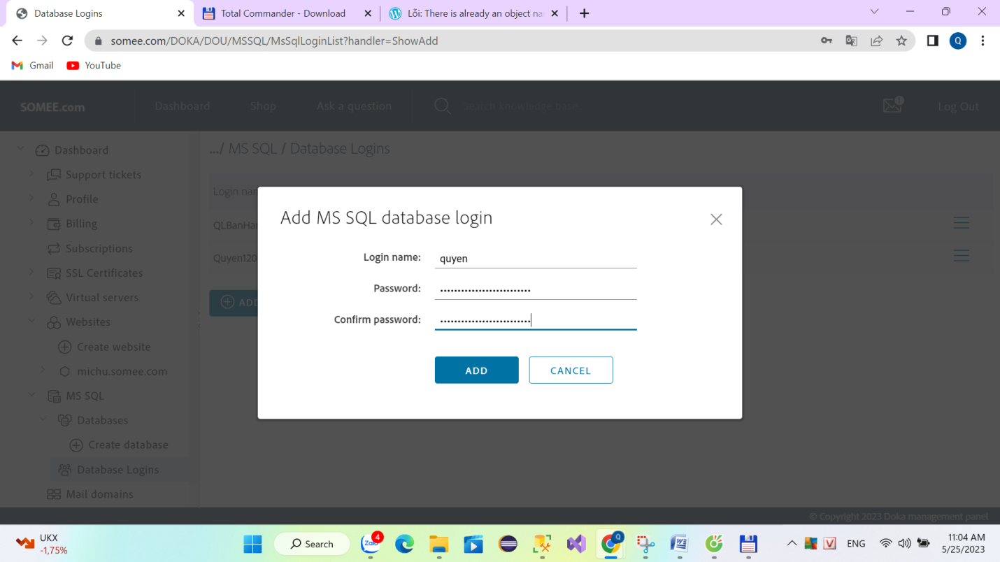 Database Logins
Total Commander - Download
Lỗi: There is already an object na
somee.com/DOKA/DOU/MSSQL/MsSqlLoginList?handler=ShowAdd
Q
Gmail
YouTube
SOMEE.com
Dashboard
Shop
Ask a question
Search knowledge base
1
Log Out
Dashboard
Support tickets
Profile
Billing
Subscriptions
SSL Certificates
Virtual servers
Websites
Create website
michu.somee.com
MS SQL
Databases
Create database
Database Logins
Mail domains
.../ MS SQL / Database Logins
Login nam
QLBanHan
Quyen120
ADD
Add MS SQL database login
Login name:
quyen
Password:
••••••••••••••••••••••••••
Confirm password:
••••••••••••••••••••••••••
ADD
CANCEL
© Copyright 2023 Doka management panel
UKX
-1,75%
Search
Zalo
4
Q
V
ENG
11:04 AM
5/25/2023